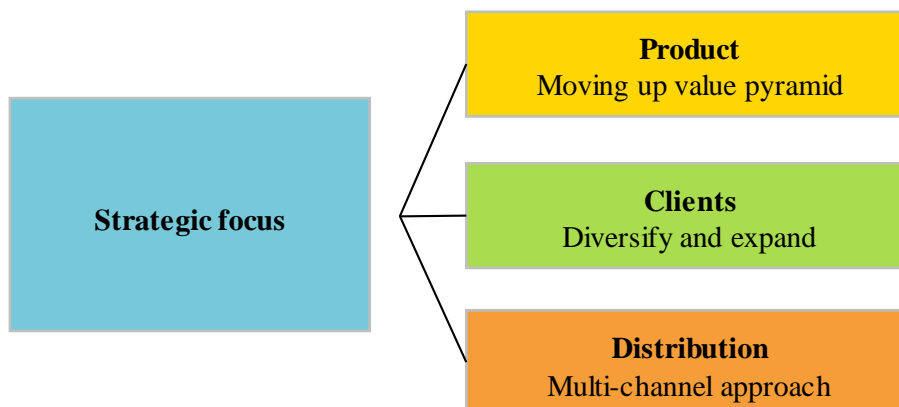 Strategic focus
Product
Moving up value pyramid
Clients
Diversify and expand
Distribution
Multi-channel approach